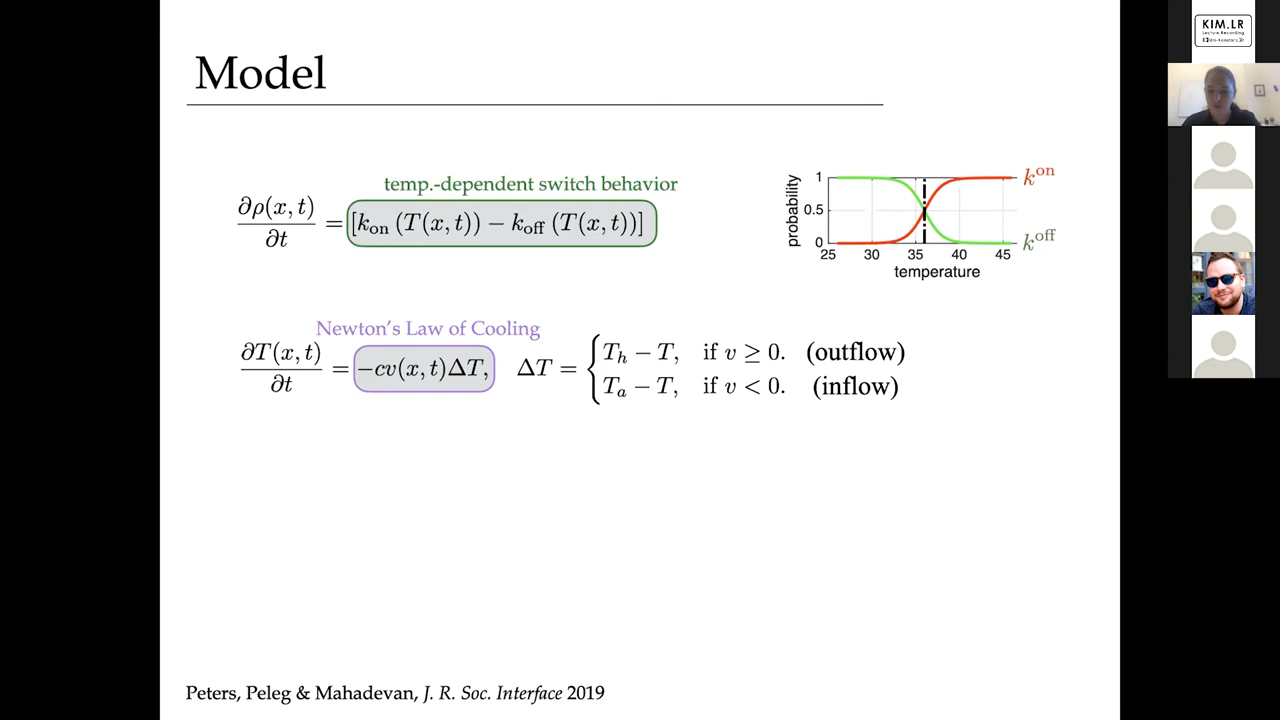 Model
temp.-dependent switch behavior
∂ρ(x, t)/∂t = [k_on (T(x, t)) − k_off (T(x, t))]
probability
1
0.5
0
25 30 35 40 45
temperature
k^on
k^off
Newton's Law of Cooling
∂T(x, t)/∂t = −cv(x, t)ΔT, ΔT = { T_h − T, if v ≥ 0. (outflow)
T_a − T, if v < 0. (inflow)
Peters, Peleg & Mahadevan, J. R. Soc. Interface 2019
KIM.LR
Lecture Recording